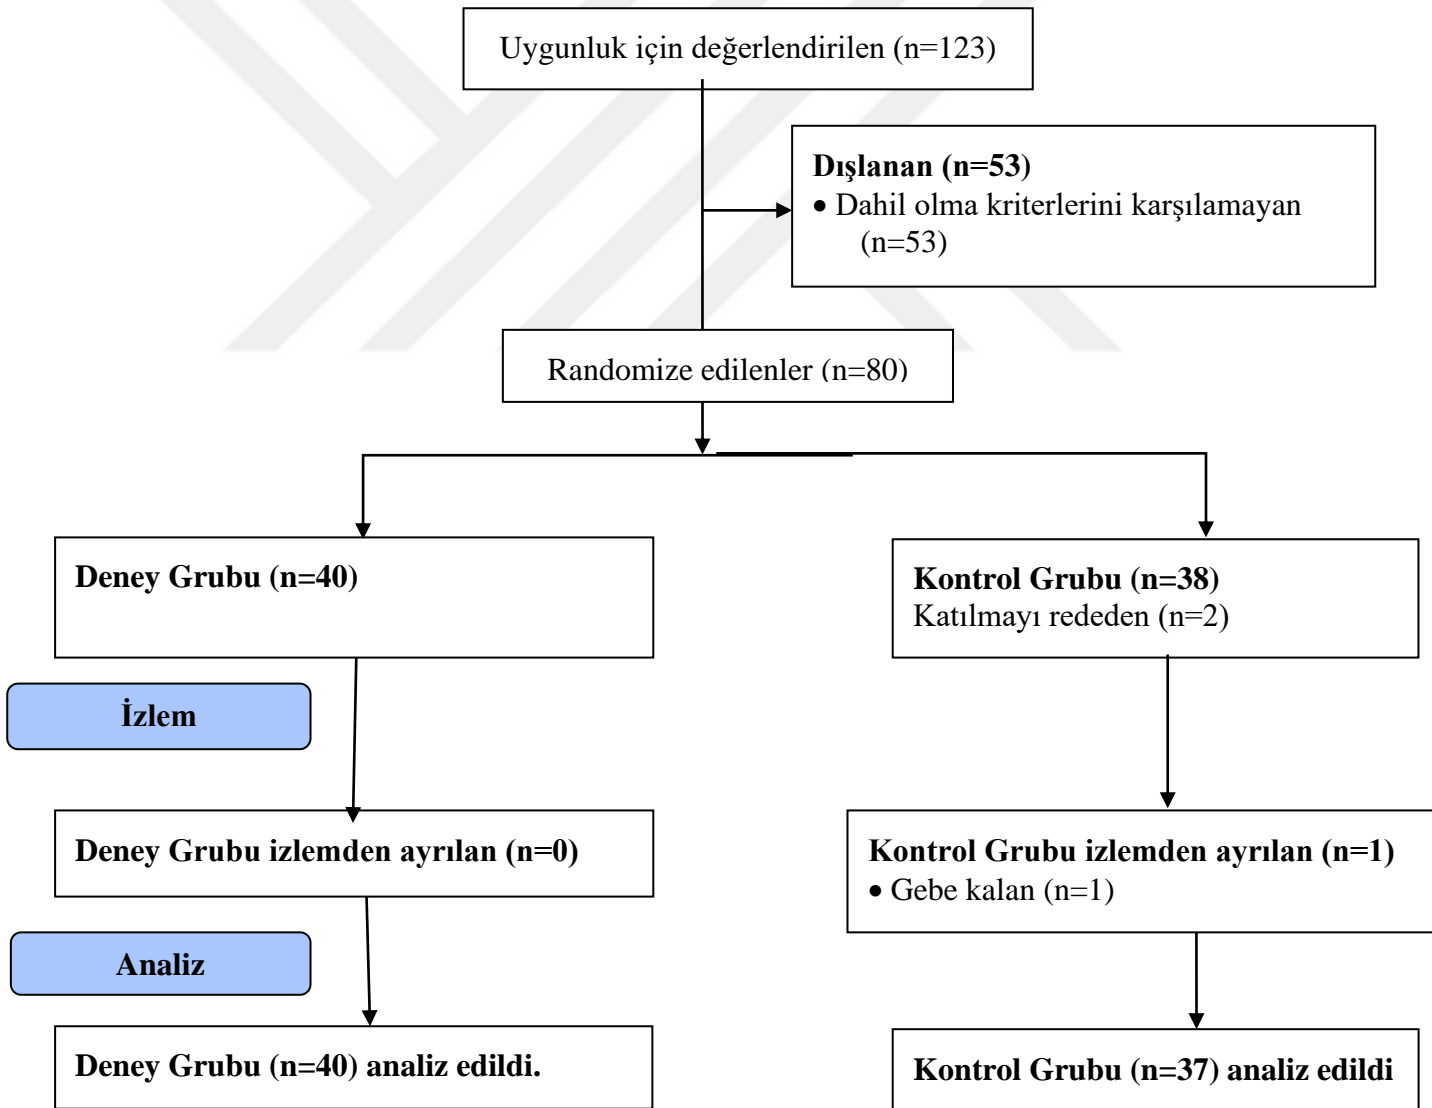 Uygunluk için değerlendirilen (n=123)
Dışlanan (n=53)
• Dahil olma kriterlerini karşılamayan
(n=53)
Randomize edilenler (n=80)
Deney Grubu (n=40)
Kontrol Grubu (n=38)
Katılmayı rededen (n=2)
İzlem
Deney Grubu izlemden ayrılan (n=0)
Kontrol Grubu izlemden ayrılan (n=1)
• Gebe kalan (n=1)
Analiz
Deney Grubu (n=40) analiz edildi.
Kontrol Grubu (n=37) analiz edildi